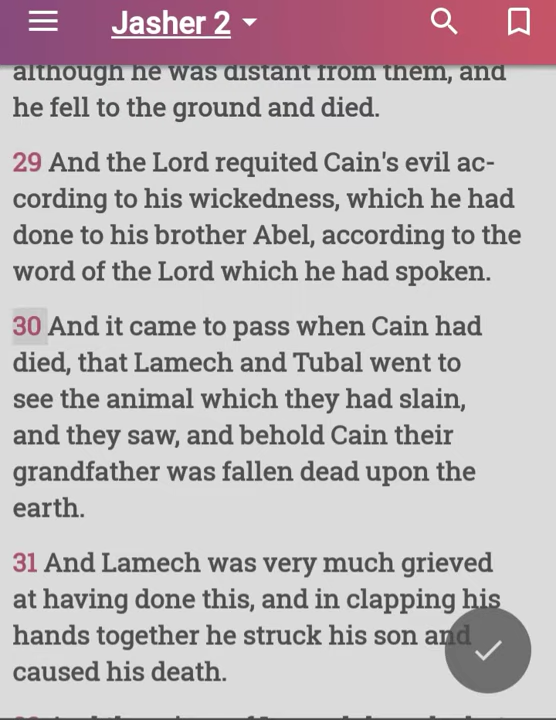 Jasher 2
although he was distant from them, and
he fell to the ground and died.
29 And the Lord requited Cain's evil ac-
cording to his wickedness, which he had
done to his brother Abel, according to the
word of the Lord which he had spoken.
30 And it came to pass when Cain had
died, that Lamech and Tubal went to
see the animal which they had slain,
and they saw, and behold Cain their
grandfather was fallen dead upon the
earth.
31 And Lamech was very much grieved
at having done this, and in clapping his
hands together he struck his son and
caused his death.